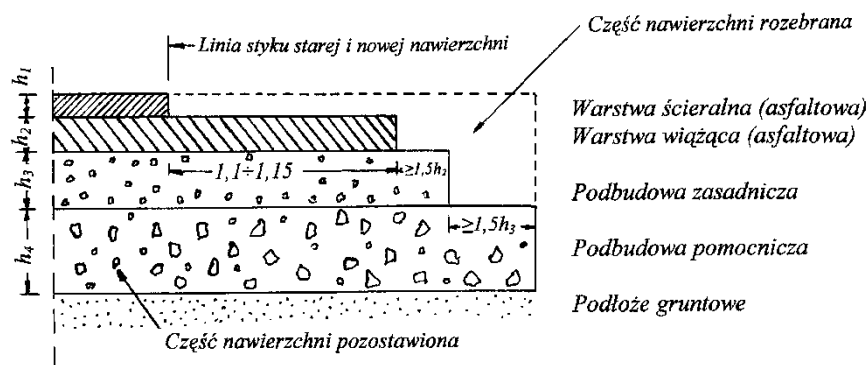 Linia styku starej i nowej nawierzchni
Część nawierzchni rozebrana
h₁
h₂
h₃
h₄
Warstwa ścieralna (asfaltowa)
Warstwa wiążąca (asfaltowa)
1,1÷1,15
≥1,5h₂
Podbudowa zasadnicza
≥1,5h₃
Podbudowa pomocnicza
Podłoże gruntowe
Część nawierzchni pozostawiona